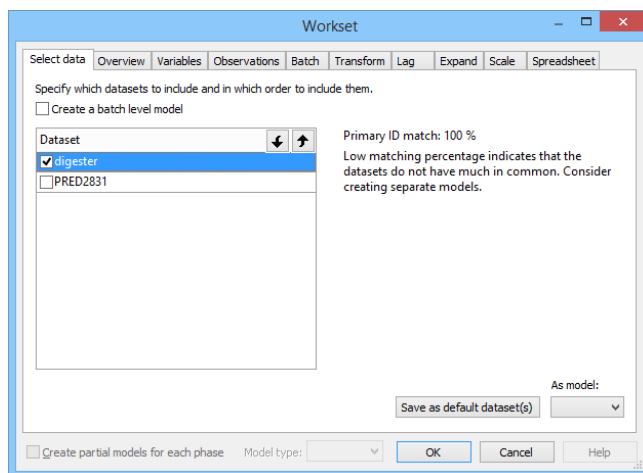 Workset
Select data Overview Variables Observations Batch Transform Lag Expand Scale Spreadsheet
Specify which datasets to include and in which order to include them.
Create a batch level model
Dataset
digester
PRED2831
Primary ID match: 100 %
Low matching percentage indicates that the
datasets do not have much in common. Consider
creating separate models.
As model:
Save as default dataset(s)
Create partial models for each phase Model type: OK Cancel Help